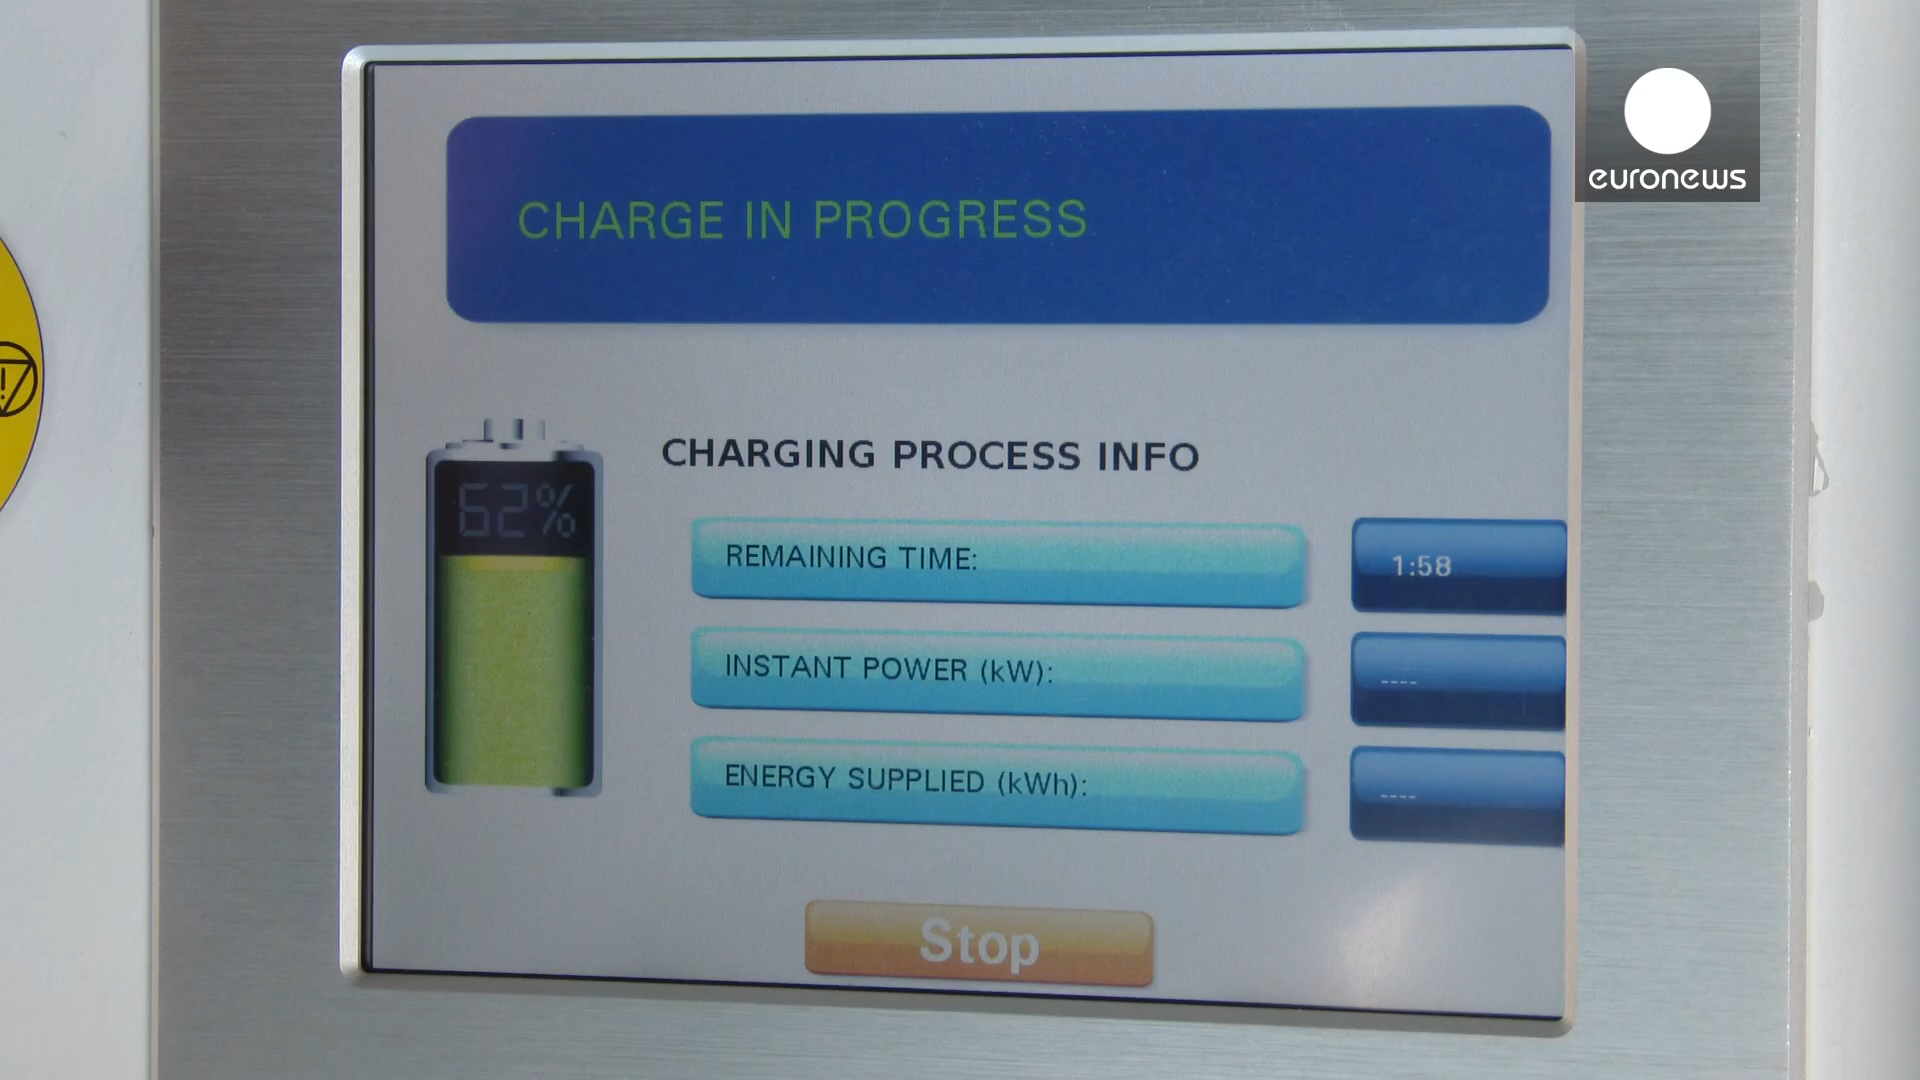 euronews
CHARGE IN PROGRESS
CHARGING PROCESS INFO
62%
REMAINING TIME: 1:58
INSTANT POWER (kW): ----
ENERGY SUPPLIED (kWh): ----
Stop